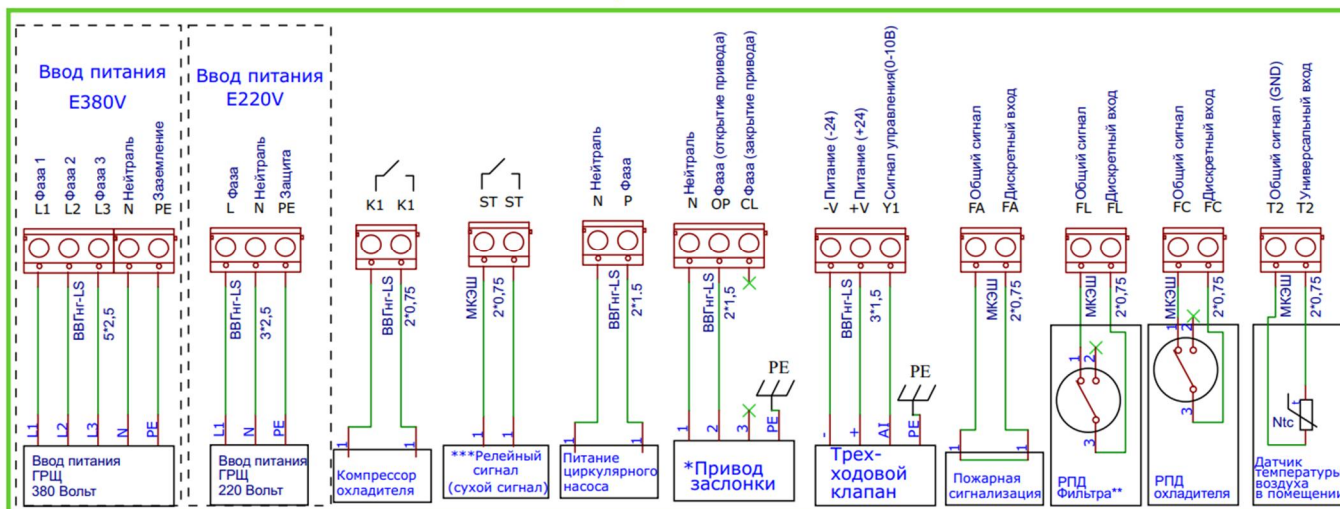 Ввод питания
E380V
Фаза 1
Фаза 2
Фаза 3
Нейтраль
Заземление
L1 L2 L3 N PE
ВВГнг-LS
5*2,5
L1 L2 L3 N PE
Ввод питания
ГРЩ
380 Вольт
Ввод питания
E220V
Фаза
Нейтраль
Защита
L N PE
ВВГнг-LS
3*2,5
L1 N PE
Ввод питания
ГРЩ
220 Вольт
K1 K1
ВВГнг-LS
2*0,75
1 1
Компрессор
охладителя
ST ST
МКЭШ
2*0,75
1 1
***Релейный
сигнал
(сухой сигнал)
Нейтраль
Фаза
N P
ВВГнг-LS
2*1.5
1 1
Питание
циркулярного
насоса
Нейтраль
Фаза (открытие привода)
Фаза (закрытие привода)
N OP CL
ВВГнг-LS
2*1,5
PE
1 2 3 PE
*Привод
заслонки
Питание (-24)
Питание (+24)
Сигнал управления(0-10В)
-V +V Y1
ВВГнг-LS
3*1,5
PE
- + AI PE
Трех-
ходовой
клапан
Общий сигнал
Дискретный вход
FA FA
МКЭШ
2*0,75
1 1
Пожарная
сигнализация
Общий сигнал
Дискретный вход
FL FL
МКЭШ
2*0,75
1 2
3
РПД
Фильтра**
Общий сигнал
Дискретный вход
FC FC
МКЭШ
2*0,75
1 2
3
РПД
охладителя
Общий сигнал (GND)
Универсальный вход
T2 T2
МКЭШ
2*0,75
t
Ntc
Датчик
температуры
воздуха
в помещении